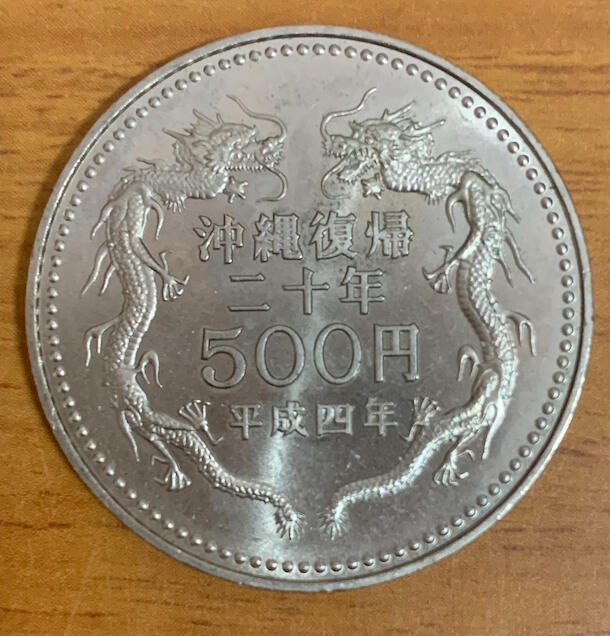 沖縄復帰
二十年
500円
平成四年